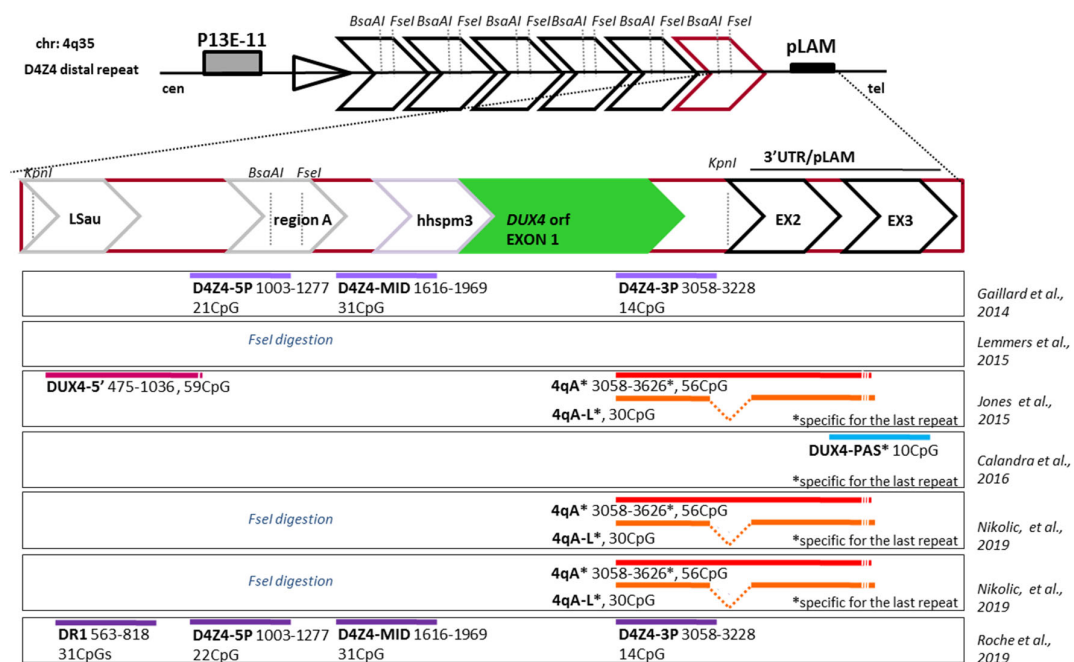 BsaAI FseI BsaAI FseI BsaAI FseI BsaAI FseI BsaAI FseI BsaAI FseI
chr: 4q35
P13E-11
pLAM
D4Z4 distal repeat
cen
tel
3'UTR/pLAM
KpnI
BsaAI FseI
KpnI
LSau
region A
hhspm3
DUX4 orf
EXON 1
EX2
EX3
D4Z4-5P 1003-1277
21CpG
D4Z4-MID 1616-1969
31CpG
D4Z4-3P 3058-3228
14CpG
Gaillard et al.,
2014
FseI digestion
Lemmers et al.,
2015
DUX4-5' 475-1036, 59CpG
4qA* 3058-3626*, 56CpG
4qA-L*, 30CpG
*specific for the last repeat
Jones et al.,
2015
DUX4-PAS* 10CpG
*specific for the last repeat
Calandra et al.,
2016
FseI digestion
4qA* 3058-3626*, 56CpG
4qA-L*, 30CpG
*specific for the last repeat
Nikolic, et al.,
2019
FseI digestion
4qA* 3058-3626*, 56CpG
4qA-L*, 30CpG
*specific for the last repeat
Nikolic, et al.,
2019
DR1 563-818
31CpGs
D4Z4-5P 1003-1277
22CpG
D4Z4-MID 1616-1969
31CpG
D4Z4-3P 3058-3228
14CpG
Roche et al.,
2019